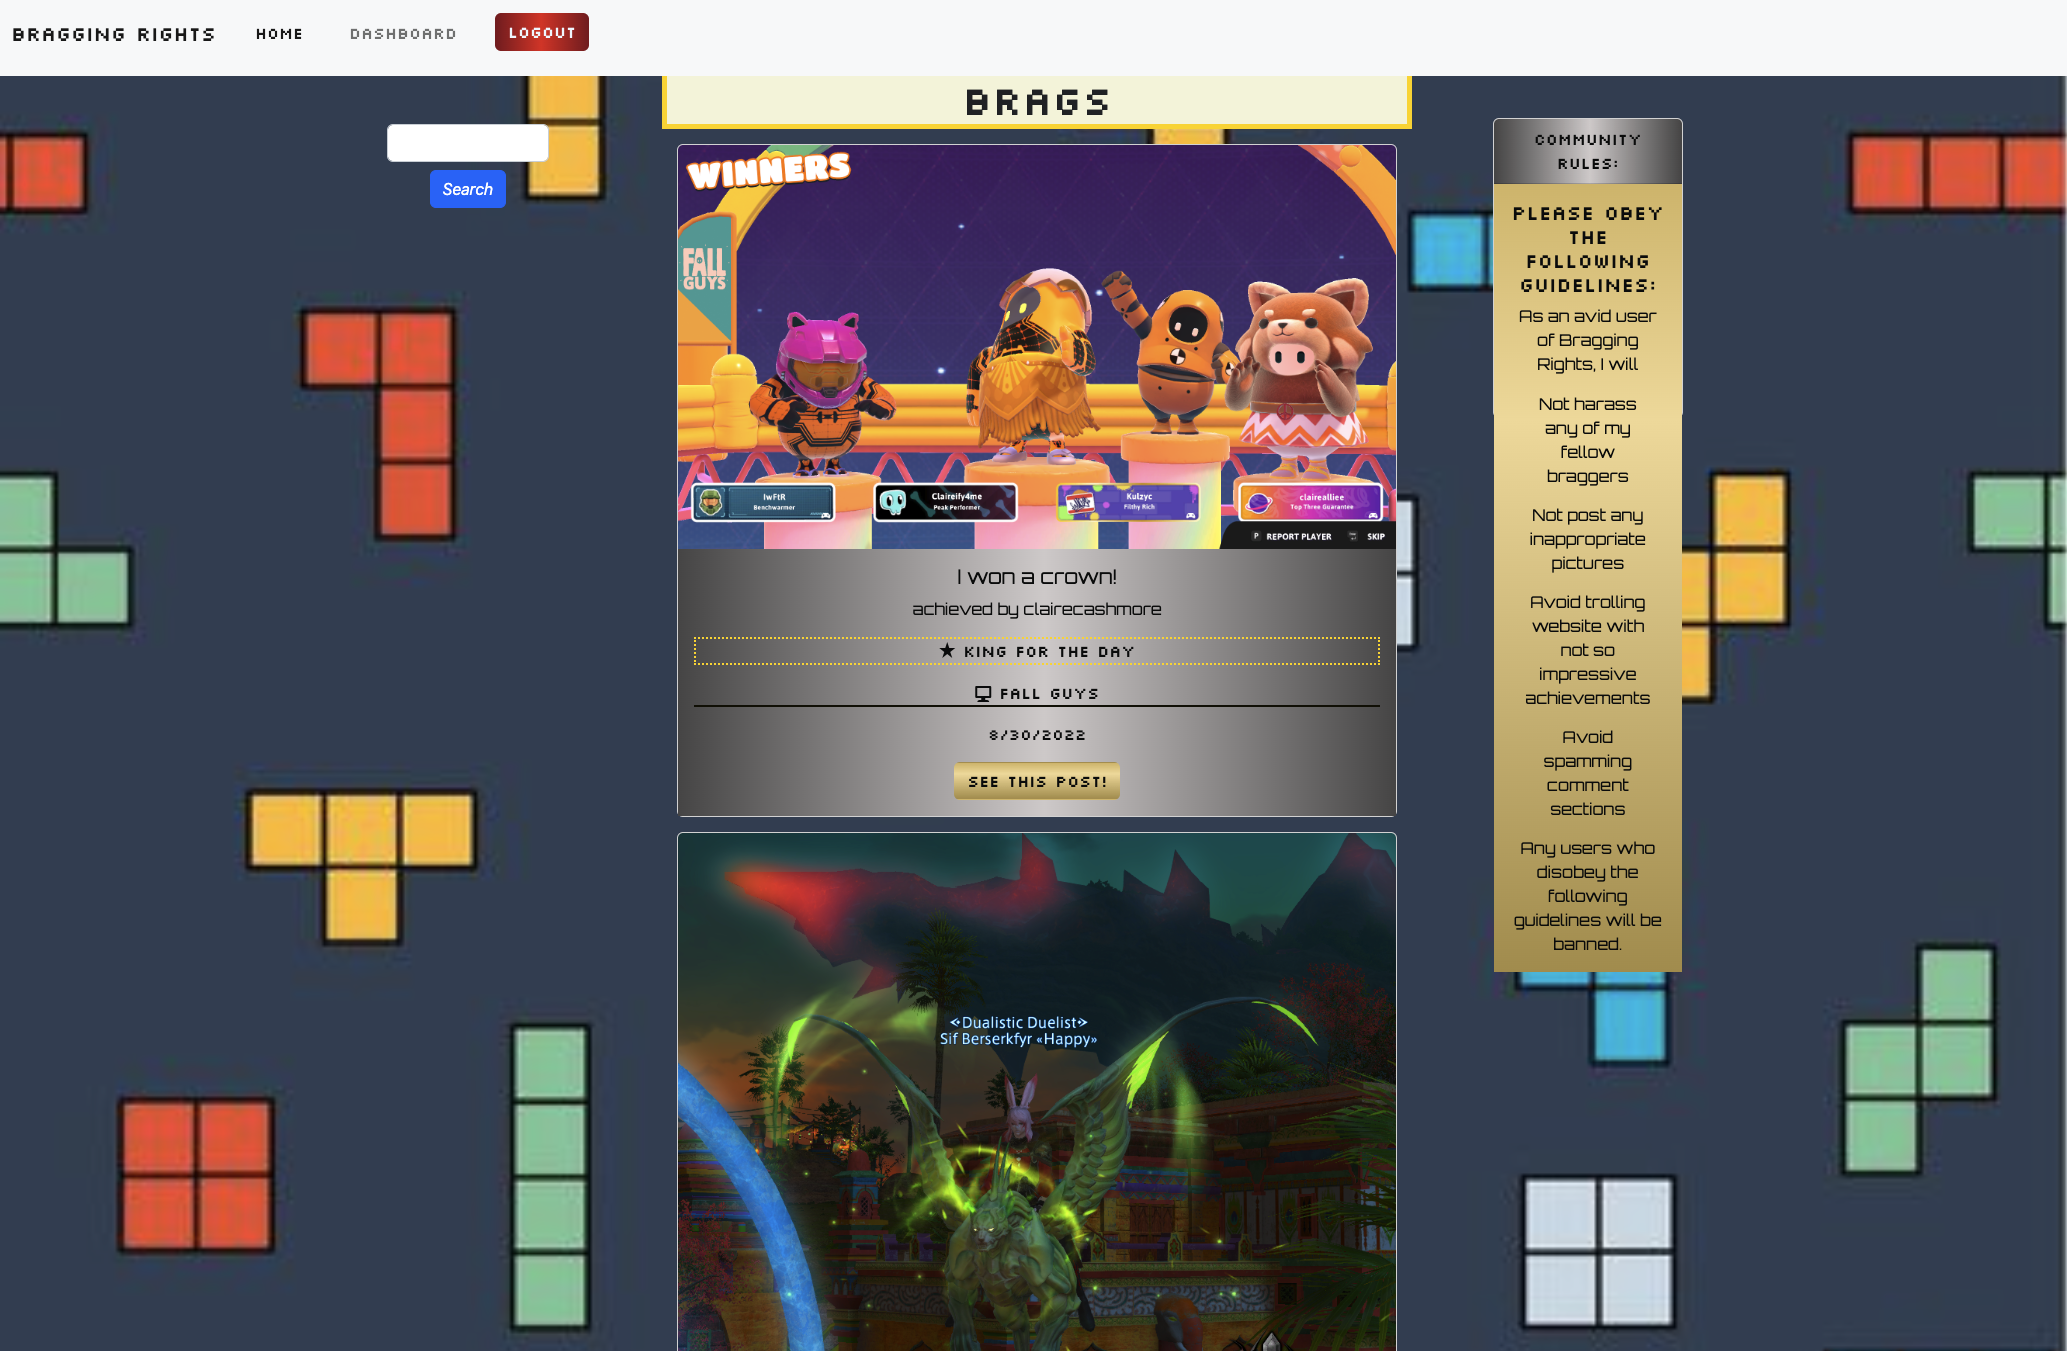 BRAGGING RIGHTS
HOME
DASHBOARD
LOGOUT
BRAGS
Search
WINNERS
FALL
GUYS
IwFtR
Benchwarmer
Claireify4me
Peak Performer
Kulzyc
Filthy Rich
clairealliee
Top Three Guarantee
P REPORT PLAYER
SKIP
I won a crown!
achieved by clairecashmore
★ KING FOR THE DAY
FALL GUYS
8/30/2022
SEE THIS POST!
«Dualistic Duelist»
Sif Berserkfyr «Happy»
COMMUNITY
RULES:
PLEASE OBEY
THE
FOLLOWING
GUIDELINES:
As an avid user
of Bragging
Rights, I will
Not harass
any of my
fellow
braggers
Not post any
inappropriate
pictures
Avoid trolling
website with
not so
impressive
achievements
Avoid
spamming
comment
sections
Any users who
disobey the
following
guidelines will be
banned.